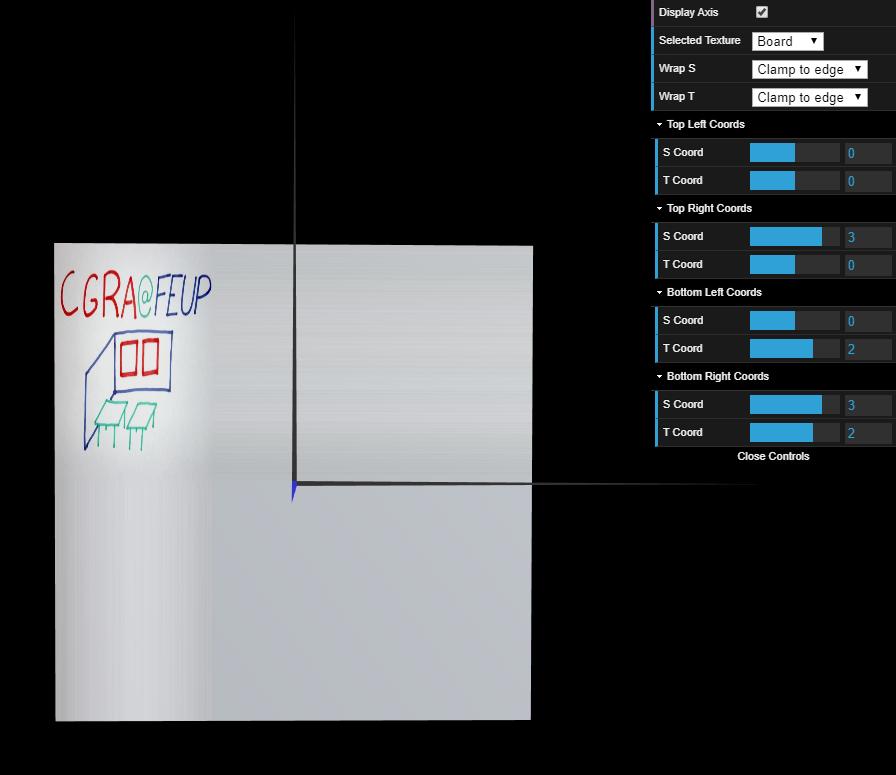 Display Axis
Selected Texture Board
Wrap S Clamp to edge
Wrap T Clamp to edge
Top Left Coords
S Coord 0
T Coord 0
Top Right Coords
S Coord 3
T Coord 0
Bottom Left Coords
S Coord 0
T Coord 2
Bottom Right Coords
S Coord 3
T Coord 2
Close Controls
CGRA@FEUP